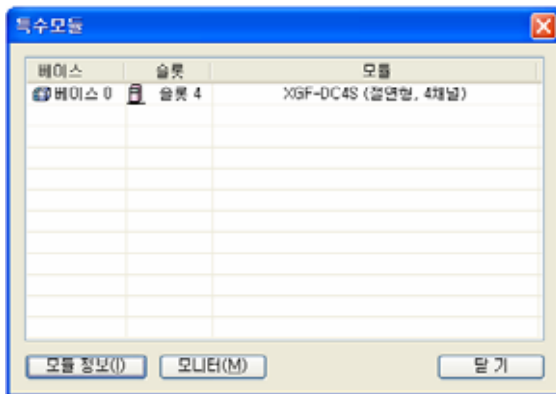 특수모듈
베이스 슬롯 모듈
베이스 0 슬롯 4 XGF-DC4S (절연형, 4채널)
모듈 정보(I) 모니터(M) 닫 기